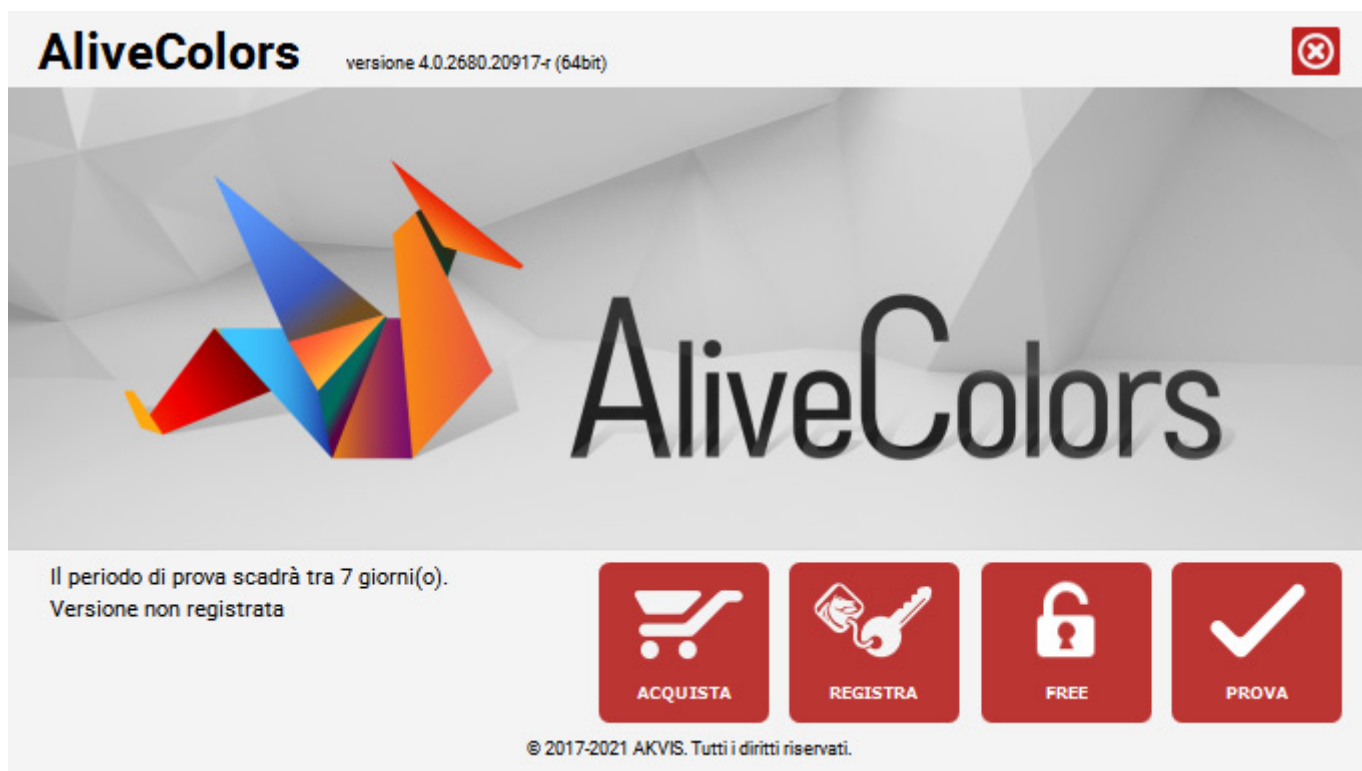 AliveColors
versione 4.0.2680.20917-r (64bit)
AliveColors
Il periodo di prova scadrà tra 7 giorni(o).
Versione non registrata
ACQUISTA
REGISTRA
FREE
PROVA
© 2017-2021 AKVIS. Tutti i diritti riservati.